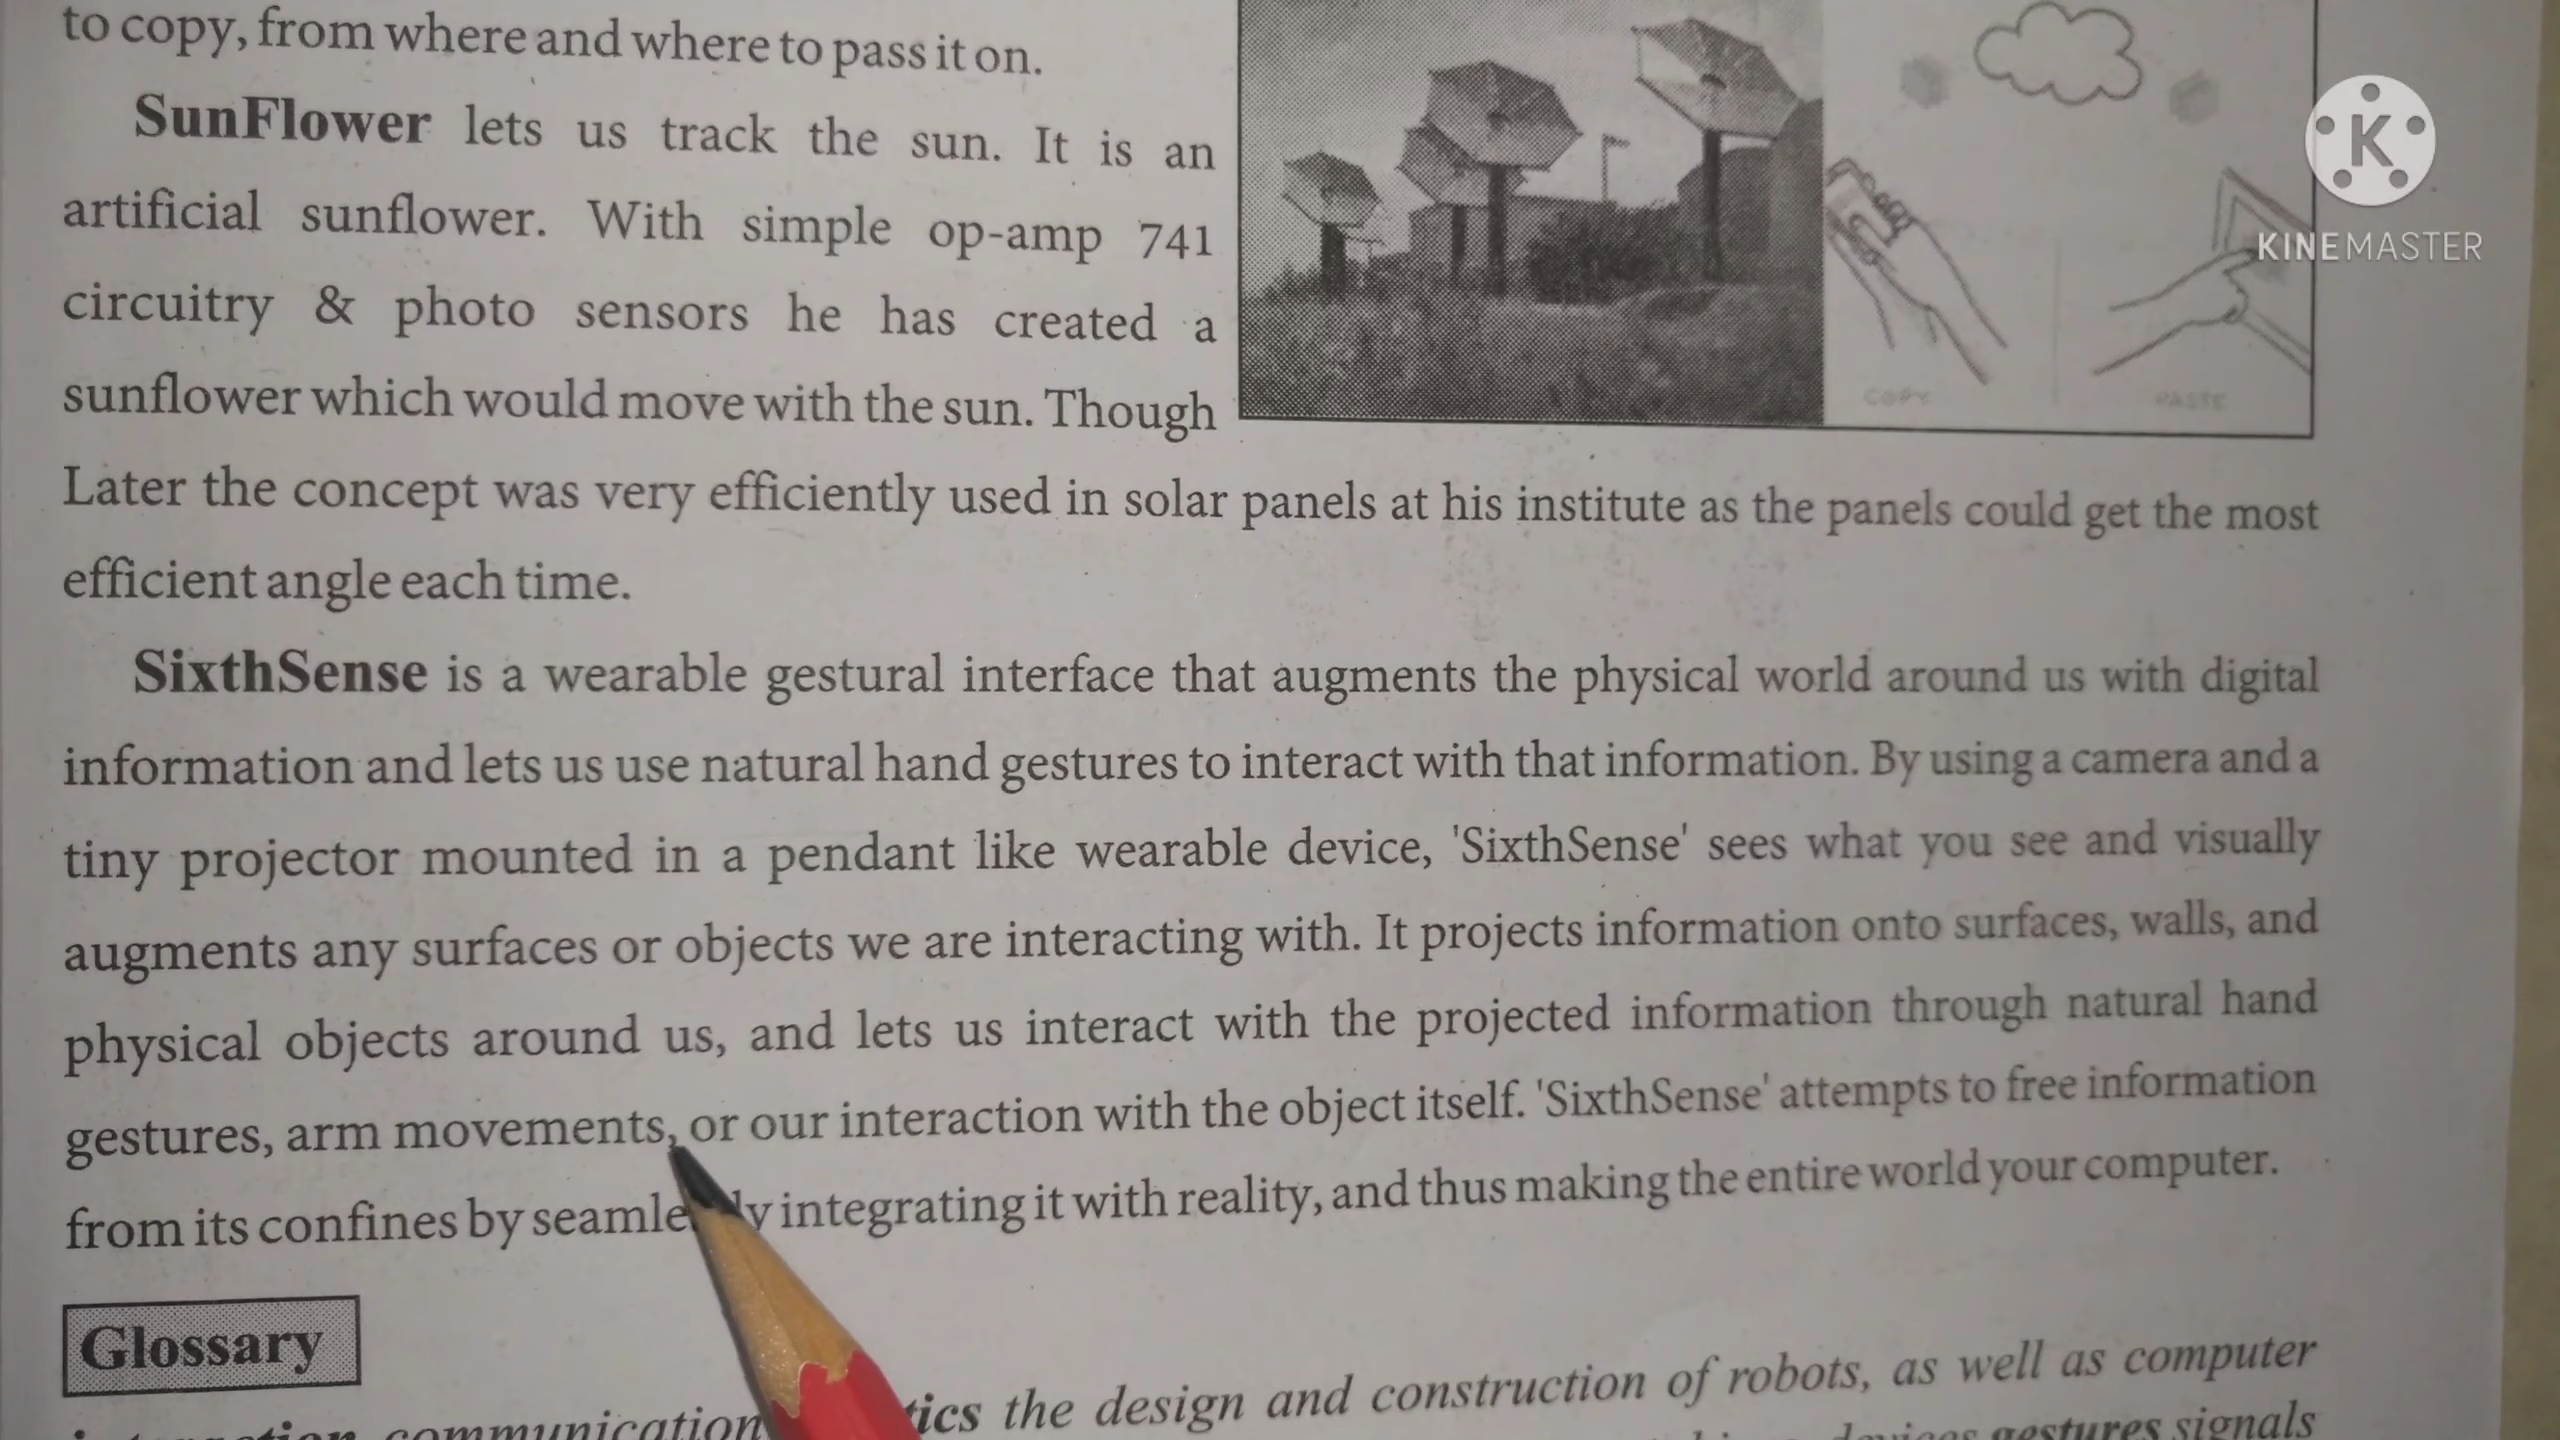 to copy, from where and where to pass it on.
SunFlower lets us track the sun. It is an
artificial sunflower. With simple op-amp 741
circuitry & photo sensors he has created a
sunflower which would move with the sun. Though
COPY PASTE
K
KINEMASTER
Later the concept was very efficiently used in solar panels at his institute as the panels could get the most
efficient angle each time.
SixthSense is a wearable gestural interface that augments the physical world around us with digital
information and lets us use natural hand gestures to interact with that information. By using a camera and a
tiny projector mounted in a pendant like wearable device, 'SixthSense' sees what you see and visually
augments any surfaces or objects we are interacting with. It projects information onto surfaces, walls, and
physical objects around us, and lets us interact with the projected information through natural hand
gestures, arm movements, or our interaction with the object itself. 'SixthSense' attempts to free information
from its confines by integrating it with reality, and thus making the entire world your computer.
Glossary
the design and construction of robots, as well as computer
communication gestures signals